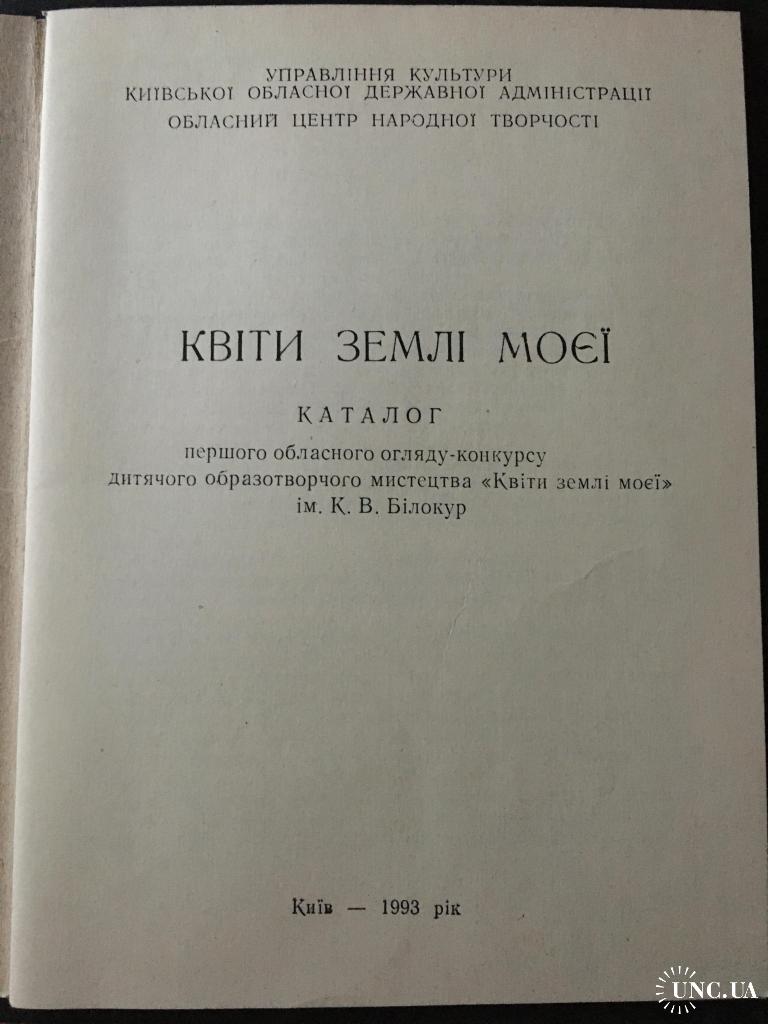 УПРАВЛІННЯ КУЛЬТУРИ
КИЇВСЬКОЇ ОБЛАСНОЇ ДЕРЖАВНОЇ АДМІНІСТРАЦІЇ
ОБЛАСНИЙ ЦЕНТР НАРОДНОЇ ТВОРЧОСТІ
КВІТИ ЗЕМЛІ МОЄЇ
КАТАЛОГ
першого обласного огляду-конкурсу
дитячого образотворчого мистецтва «Квіти землі моєї»
ім. К. В. Білокур
Київ — 1993 рік
UNC.UA